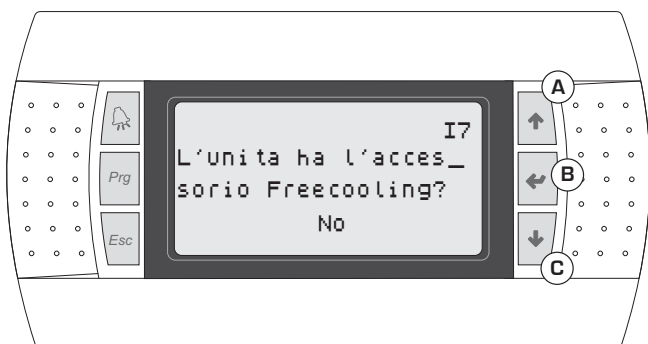 A
I7
L'unita ha l'acces_
Prg
B
sorio Freecooling?
No
Esc
C